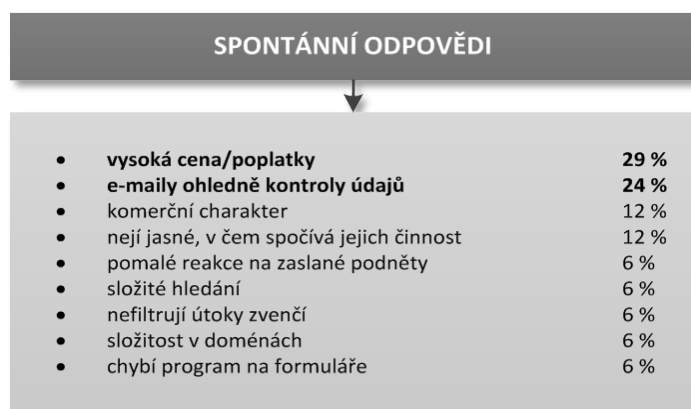 SPONTÁNNÍ ODPOVĚDI
• vysoká cena/poplatky 29 %
• e-maily ohledně kontroly údajů 24 %
• komerční charakter 12 %
• nejí jasné, v čem spočívá jejich činnost 12 %
• pomalé reakce na zaslané podněty 6 %
• složité hledání 6 %
• nefiltrují útoky zvenčí 6 %
• složitost v doménách 6 %
• chybí program na formuláře 6 %